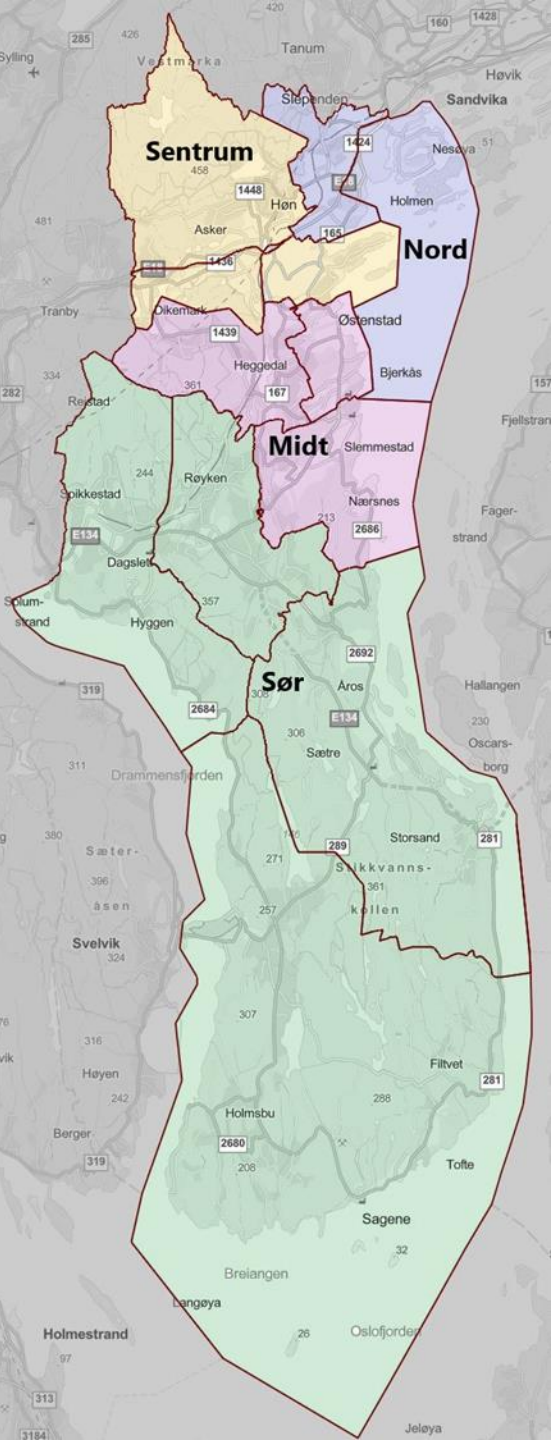 420
160
1428
285
426
Tanum
Sylling
Vestmarka
Høvik
Slependen
Sandvika
Sentrum
1424
51
Nesøya
458
1448
Høn
Holmen
481
Asker
165
Nord
1436
Tranby
Dikemark
Østenstad
1439
334
Heggedal
Bjerkås
361
157
282
167
Midt
Fjellstran
Slemmestad
244
Røyken
Spikkestad
Nærsnes
213
2686
Fager-
strand
E134
Dagslet
357
Solum-
strand
Hyggen
2692
Sør
Åros
Hallangen
319
308
2684
E134
230
306
Oscars-
borg
311
Sætre
Drammensfjorden
380
Storsand
281
Sæter-
289
271
Stikkvanns-
396
361
åsen
257
kollen
Svelvik
324
307
316
vik
Filtvet
Høyen
281
242
288
Holmsbu
Berger
2680
319
208
Tofte
Sagene
32
Breiangen
Langøya
Holmestrand
26
Oslofjorden
97
313
Jeløya
3184